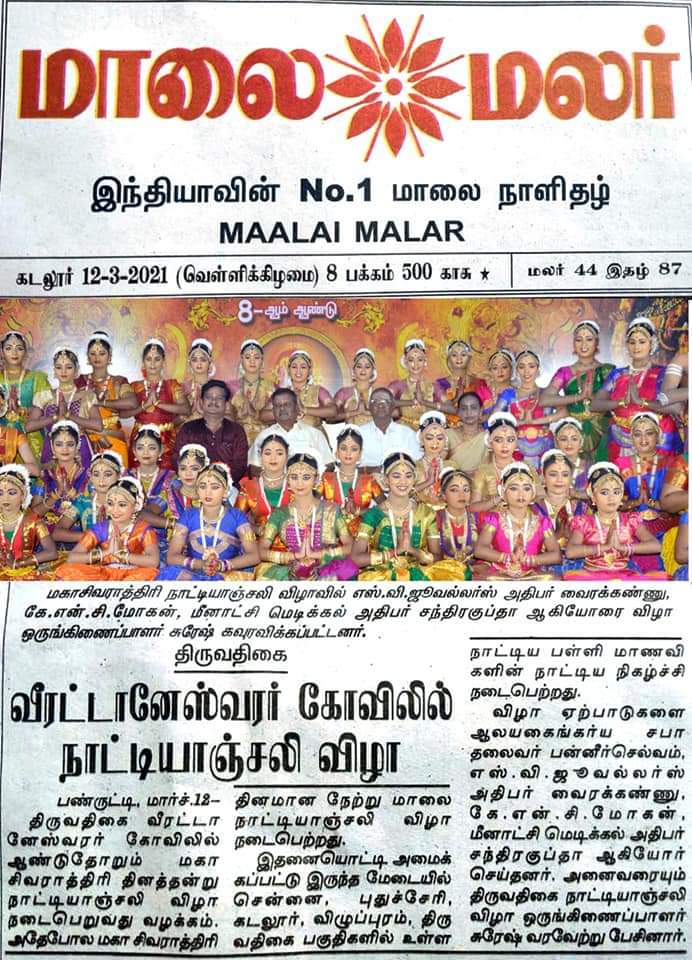 மாலை மலர்
இந்தியாவின் No.1 மாலை நாளிதழ்
MAALAI MALAR
கடலூர் 12-3-2021 (வெள்ளிக்கிழமை) 8 பக்கம் 500 காசு ★
மலர் 44 இதழ் 87
8-ஆம் ஆண்டு
மகாசிவராத்திரி நாட்டியாஞ்சலி விழாவில் எஸ்.வி.ஜூவல்லர்ஸ் அதிபர் வைரக்கண்ணு,
கே.என்.சி.மோகன், மீனாட்சி மெடிக்கல் அதிபர் சந்திரகுப்தா ஆகியோரை விழா
ஒருங்கிணைப்பாளர் சுரேஷ் கவுரவிக்கப்பட்டனர்.
திருவதிகை
வீரட்டானேஸ்வரர் கோவிலில்
நாட்டியாஞ்சலி விழா
பண்ருட்டி, மார்ச்.12–
திருவதிகை வீரட்டா
னேஸ்வரர் கோவிலில்
ஆண்டுதோறும் மகா
சிவராத்திரி தினத்தன்று
நாட்டியாஞ்சலி விழா
நடைபெறுவது வழக்கம்.
அதேபோல மகா சிவராத்திரி
தினமான நேற்று மாலை
நாட்டியாஞ்சலி விழா
நடைபெற்றது.
இதனையொட்டி அமைக்
கப்பட்டு இருந்த மேடையில்
சென்னை, புதுச்சேரி,
கடலூர், விழுப்புரம், திரு
வதிகை பகுதிகளில் உள்ள
நாட்டிய பள்ளி மாணவி
களின் நாட்டிய நிகழ்ச்சி
நடைபெற்றது.
விழா ஏற்பாடுகளை
ஆலயகைங்கர்ய சபா
தலைவர் பன்னீர்செல்வம்,
எஸ்.வி.ஜூவல்லர்ஸ்
அதிபர் வைரக்கண்ணு,
கே.என்.சி.மோகன்,
மீனாட்சி மெடிக்கல் அதிபர்
சந்திரகுப்தா ஆகியோர்
செய்தனர். அனைவரையும்
திருவதிகை நாட்டியாஞ்சலி
விழா ஒருங்கிணைப்பாளர்
சுரேஷ் வரவேற்று பேசினார்.